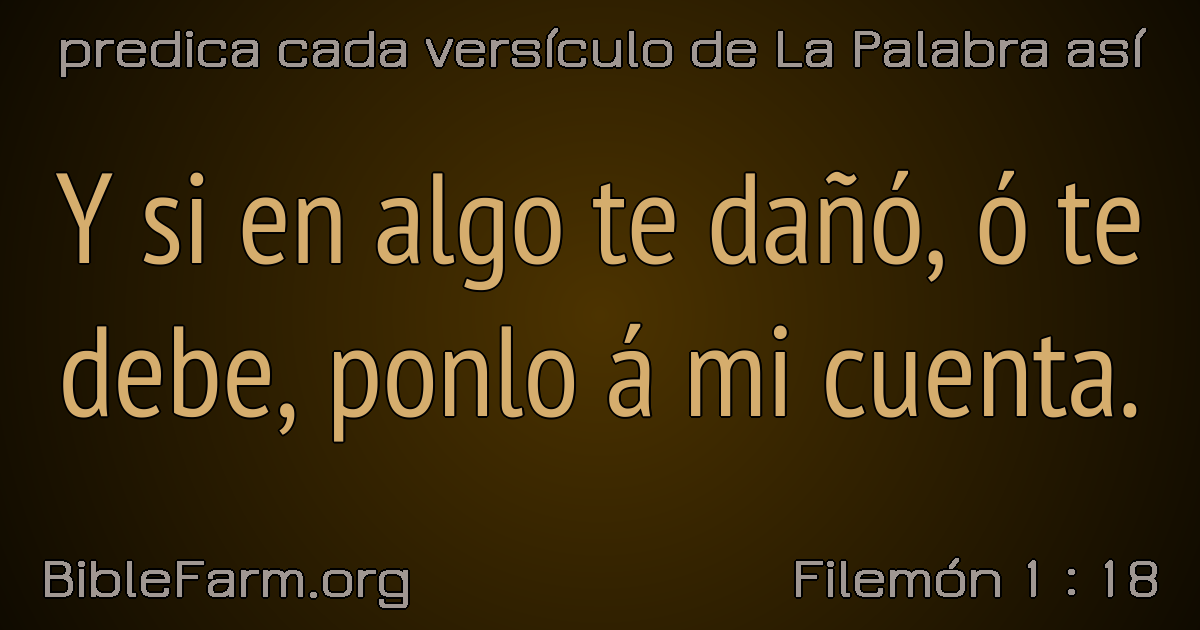 predica cada versículo de La Palabra así
Y si en algo te dañó, ó te
debe, ponlo á mi cuenta.
BibleFarm.org
Filemón 1 : 18